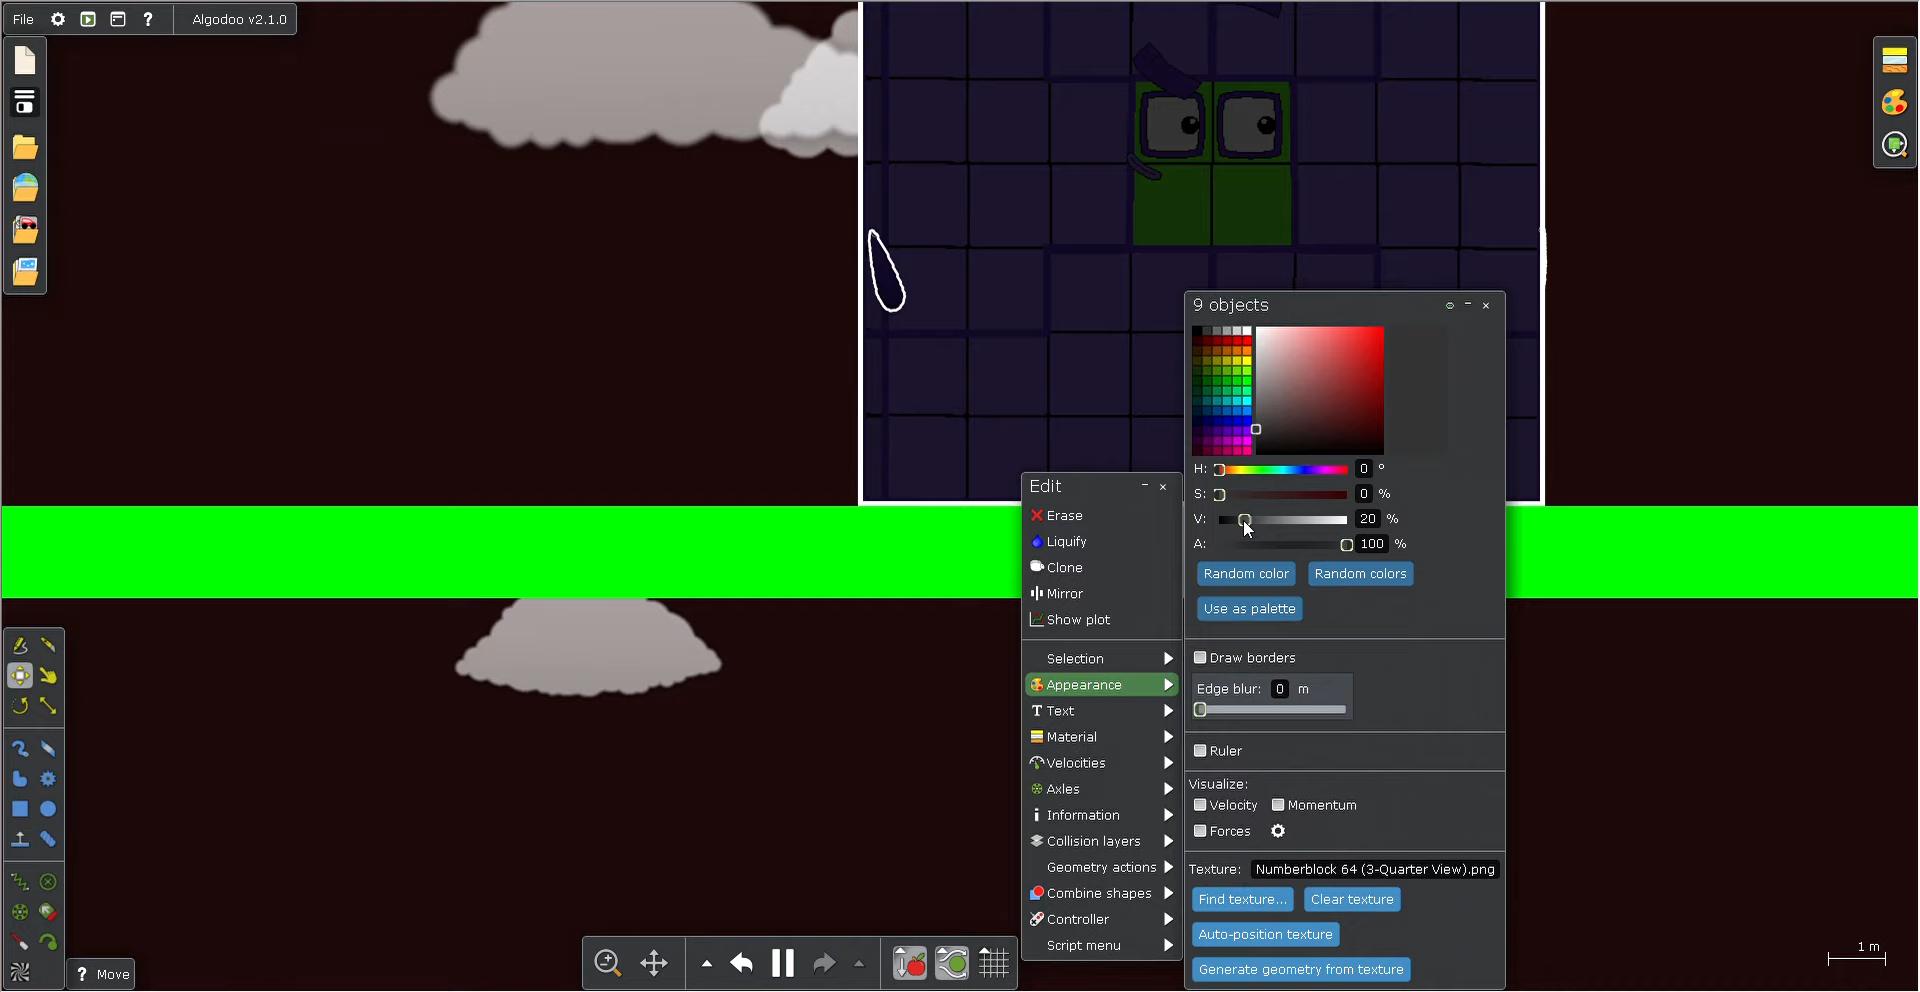 File ? Algodoo v2.1.0
9 objects
H: 0 °
S: 0 %
V: 20 %
A: 100 %
Random color Random colors
Use as palette
Draw borders
Edge blur: 0 m
Ruler
Visualize:
Velocity Momentum
Forces
Texture: Numberblock 64 (3-Quarter View).png
Find texture... Clear texture
Auto-position texture
Generate geometry from texture
Edit
Erase
Liquify
Clone
Mirror
Show plot
Selection
Appearance
T Text
Material
Velocities
Axles
i Information
Collision layers
Geometry actions
Combine shapes
Controller
Script menu
? Move
1 m